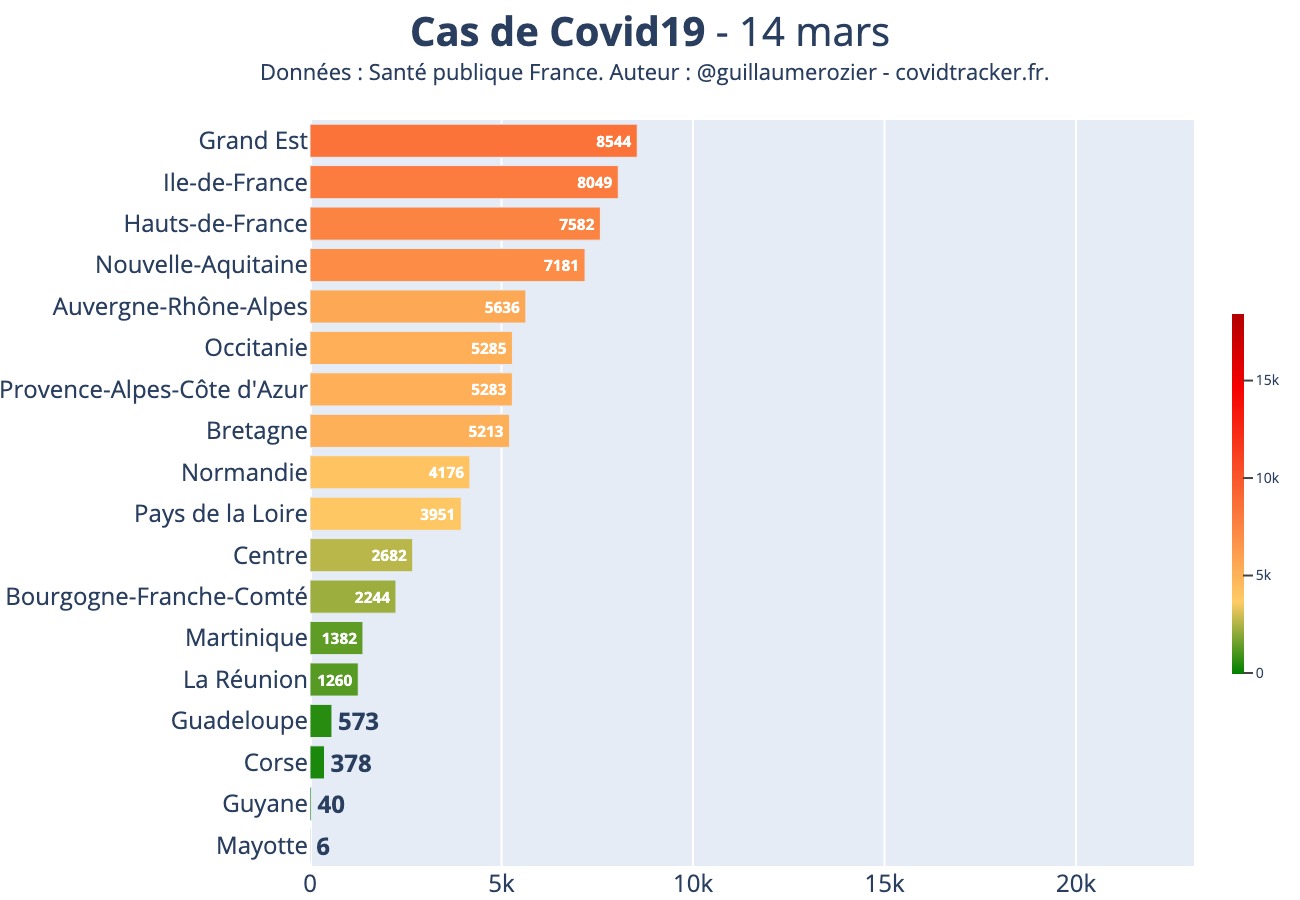 Cas de Covid19 - 14 mars
Données : Santé publique France. Auteur : @guillaumerozier - covidtracker.fr.
Grand Est 8544
Ile-de-France 8049
Hauts-de-France 7582
Nouvelle-Aquitaine 7181
Auvergne-Rhône-Alpes 5636
Occitanie 5285
Provence-Alpes-Côte d'Azur 5283
Bretagne 5213
Normandie 4176
Pays de la Loire 3951
Centre 2682
Bourgogne-Franche-Comté 2244
Martinique 1382
La Réunion 1260
Guadeloupe 573
Corse 378
Guyane 40
Mayotte 6
0 5k 10k 15k 20k
15k
10k
5k
0